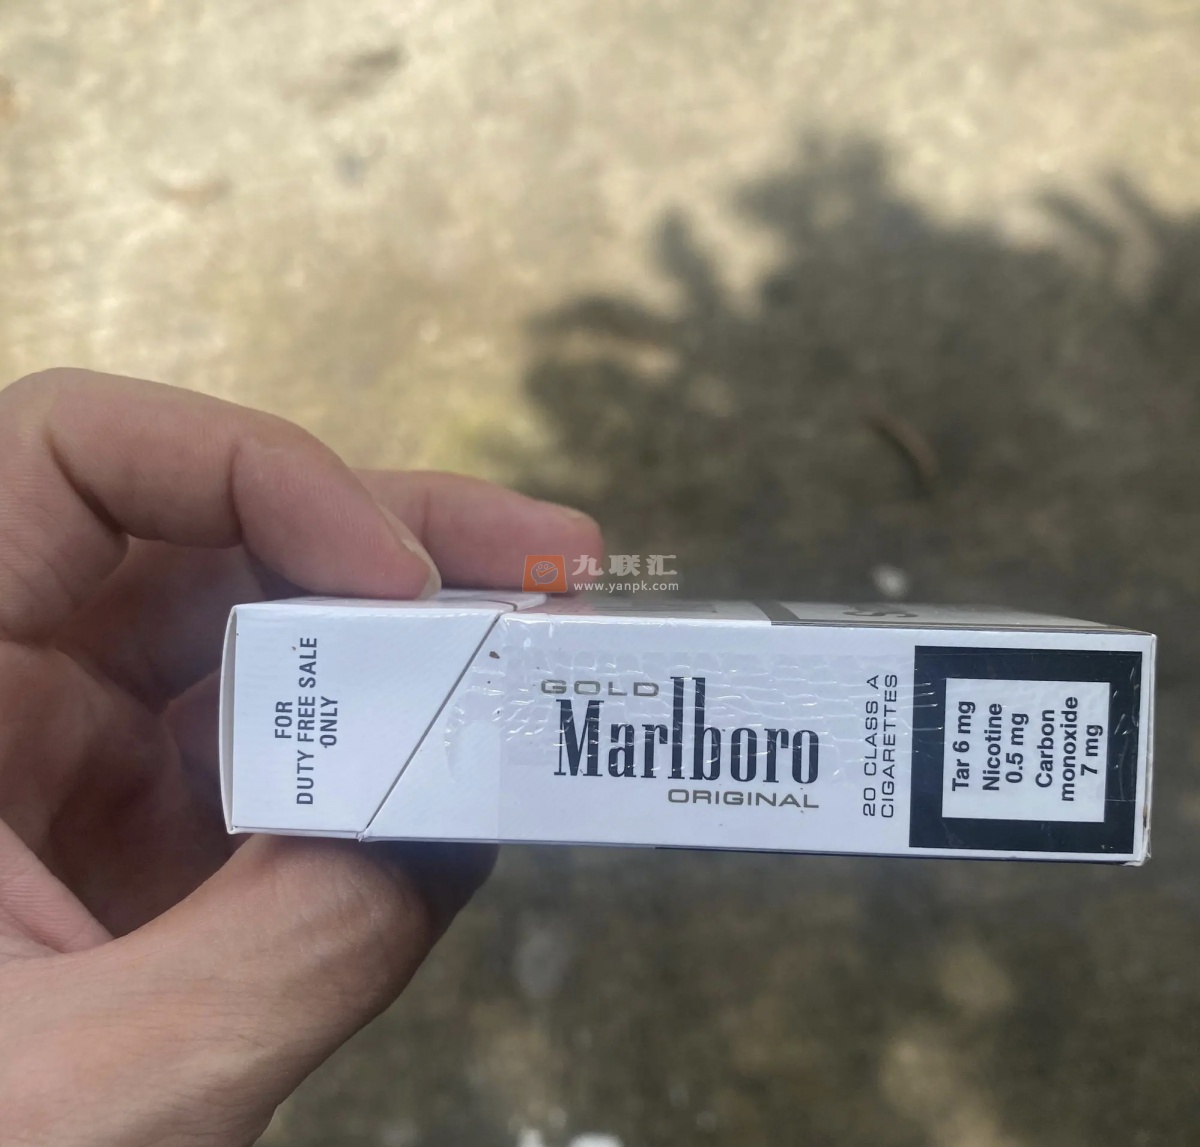 九联汇
www.yanpk.com
FOR
DUTY FREE SALE
ONLY
GOLD
Marlboro
ORIGINAL
20 CLASS A
CIGARETTES
Tar 6 mg
Nicotine
0.5 mg
Carbon
monoxide
7 mg